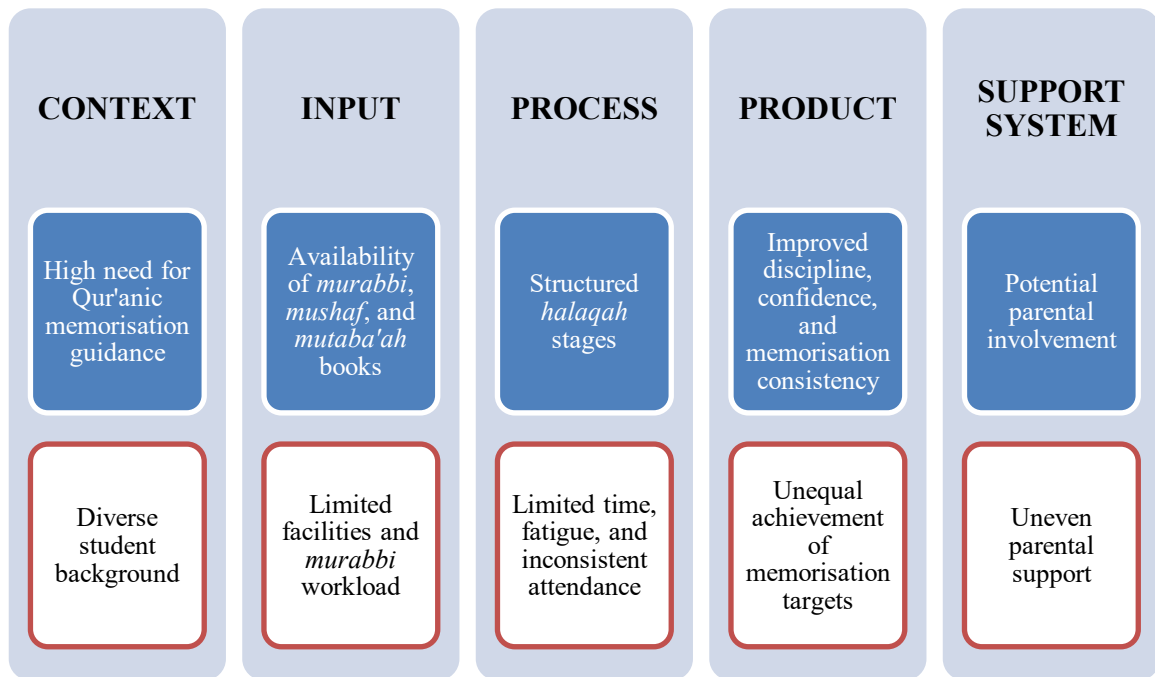 CONTEXT
INPUT
PROCESS
PRODUCT
SUPPORT
SYSTEM
High need for
Qur'anic
memorisation
guidance
Availability
of murabbi,
mushaf, and
mutaba'ah
books
Structured
halaqah
stages
Improved
discipline,
confidence,
and
memorisation
consistency
Potential
parental
involvement
Diverse
student
background
Limited
facilities and
murabbi
workload
Limited time,
fatigue, and
inconsistent
attendance
Unequal
achievement
of
memorisation
targets
Uneven
parental
support